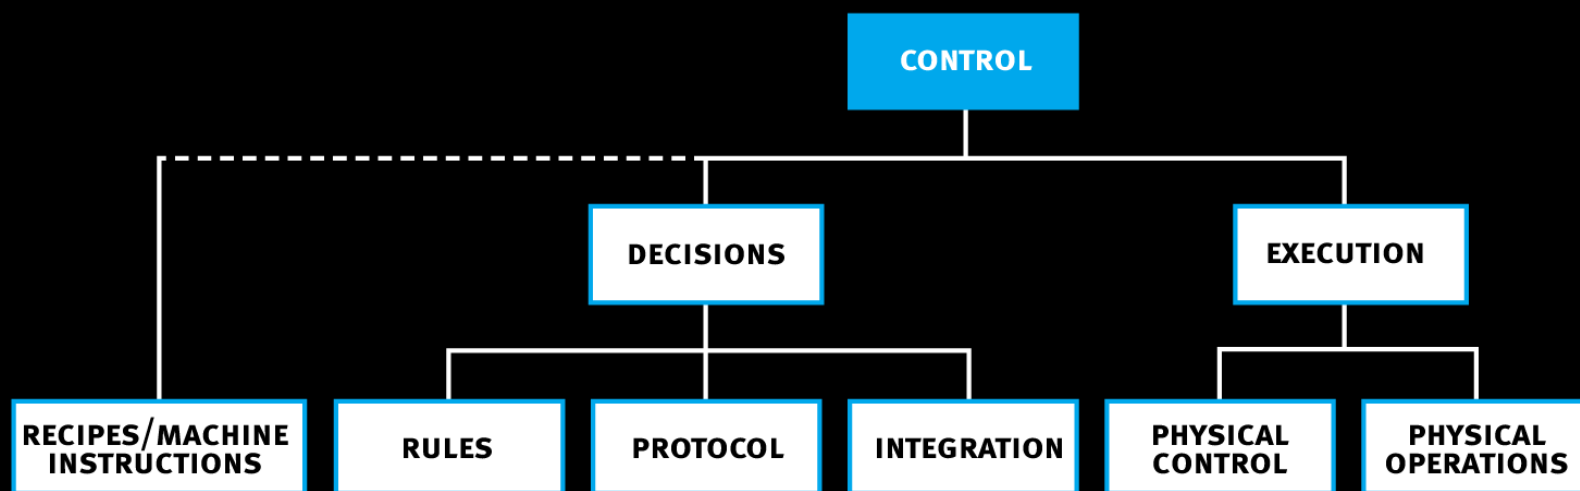 CONTROL
DECISIONS
EXECUTION
RECIPES/MACHINE
INSTRUCTIONS
RULES
PROTOCOL
INTEGRATION
PHYSICAL
CONTROL
PHYSICAL
OPERATIONS